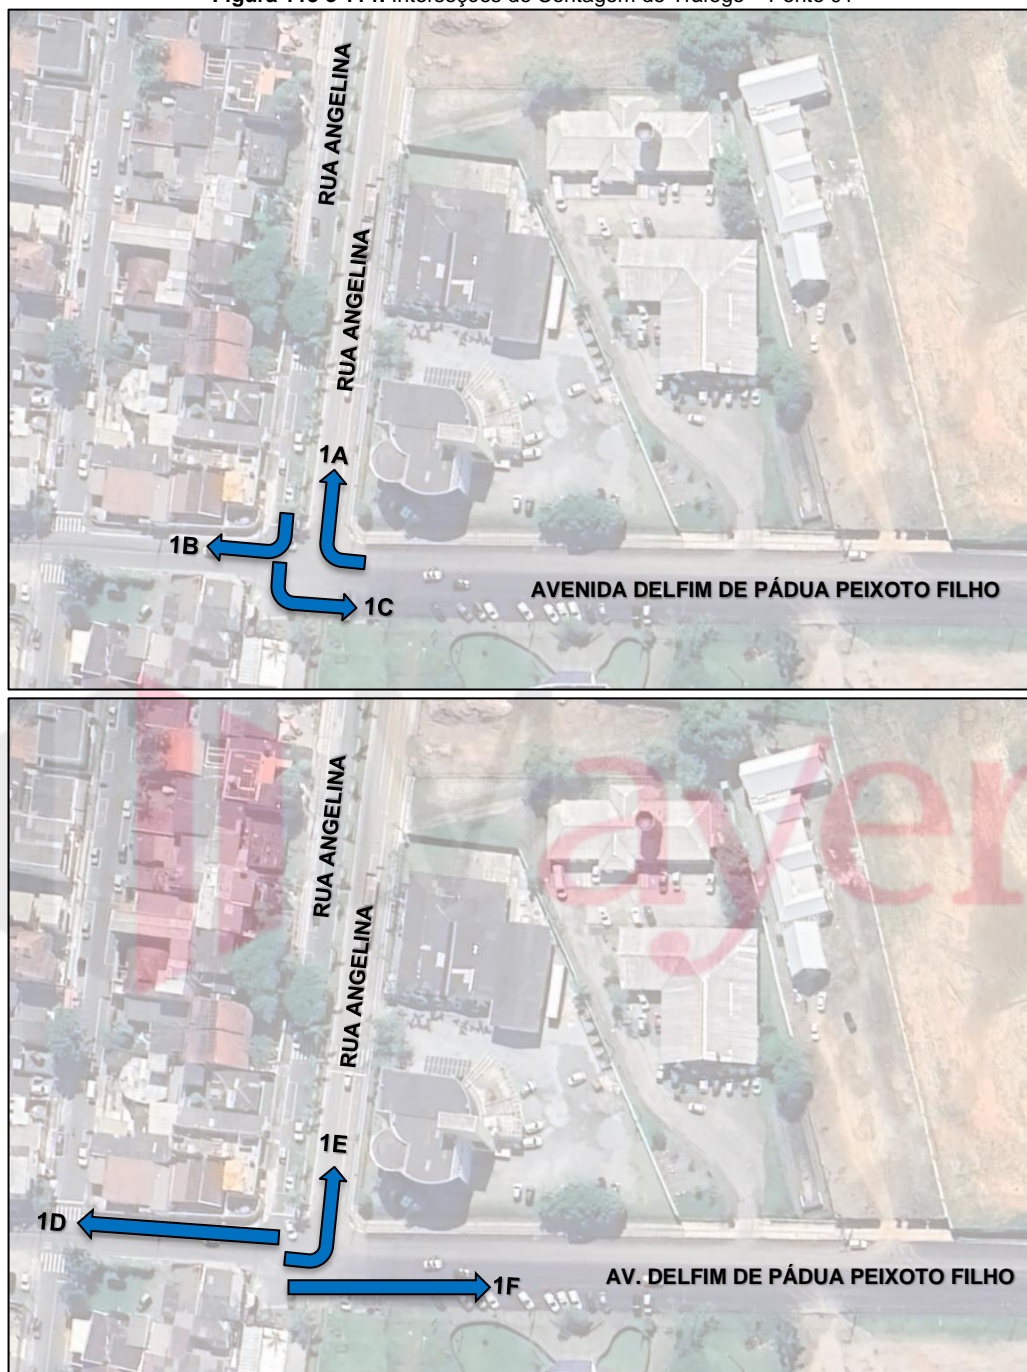 RUA ANGELINA
RUA ANGELINA
1A
1B
1C
AVENIDA DELFIM DE PÁDUA PEIXOTO FILHO
RUA ANGELINA
RUA ANGELINA
1E
1D
1F
AV. DELFIM DE PÁDUA PEIXOTO FILHO
ayer